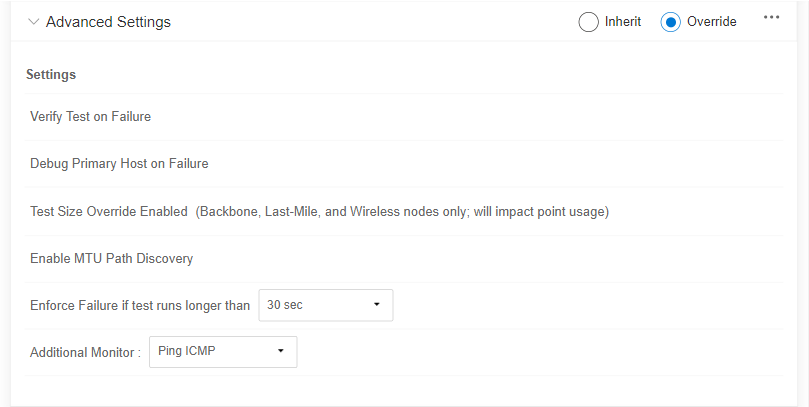 Advanced Settings Inherit Override ...
Settings
Verify Test on Failure
Debug Primary Host on Failure
Test Size Override Enabled (Backbone, Last-Mile, and Wireless nodes only; will impact point usage)
Enable MTU Path Discovery
Enforce Failure if test runs longer than 30 sec
Additional Monitor : Ping ICMP